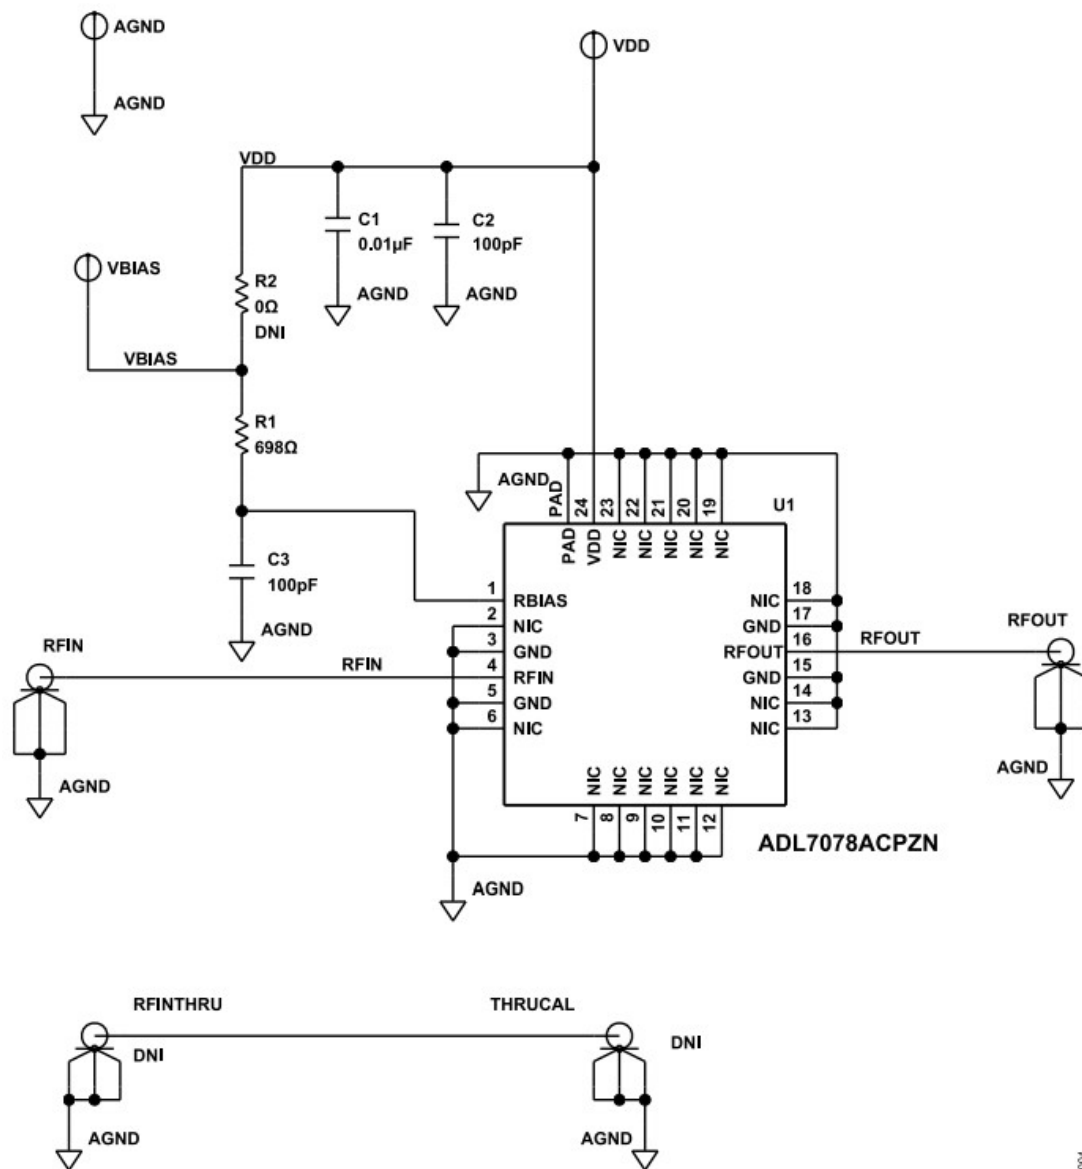 AGND
AGND
VDD
VDD
C1
0.01µF
C2
100pF
VBIAS
R2
0Ω
DNI
AGND
AGND
VBIAS
R1
698Ω
AGND
PAD
24
23
22
21
20
19
U1
PAD
VDD
NIC
NIC
NIC
NIC
NIC
C3
100pF
AGND
1
RBIAS
2
NIC
3
GND
4
RFIN
5
GND
6
NIC
18
NIC
17
GND
16
RFOUT
15
GND
14
NIC
13
NIC
RFIN
RFIN
RFOUT
RFOUT
AGND
AGND
NIC
NIC
NIC
NIC
NIC
NIC
7
8
9
10
11
12
ADL7078ACPZN
AGND
RFINTHRU
THRUCAL
DNI
DNI
AGND
AGND